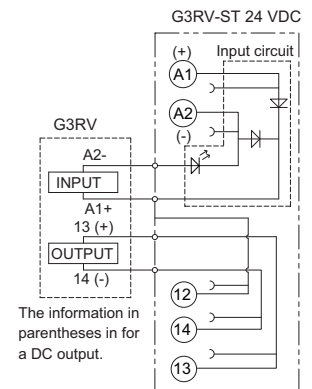 G3RV-ST 24 VDC
(+)
Input circuit
A1
G3RV
A2
(-)
A2-
INPUT
A1+
13 (+)
OUTPUT
14 (-)
12
14
13
The information in
parentheses in for
a DC output.